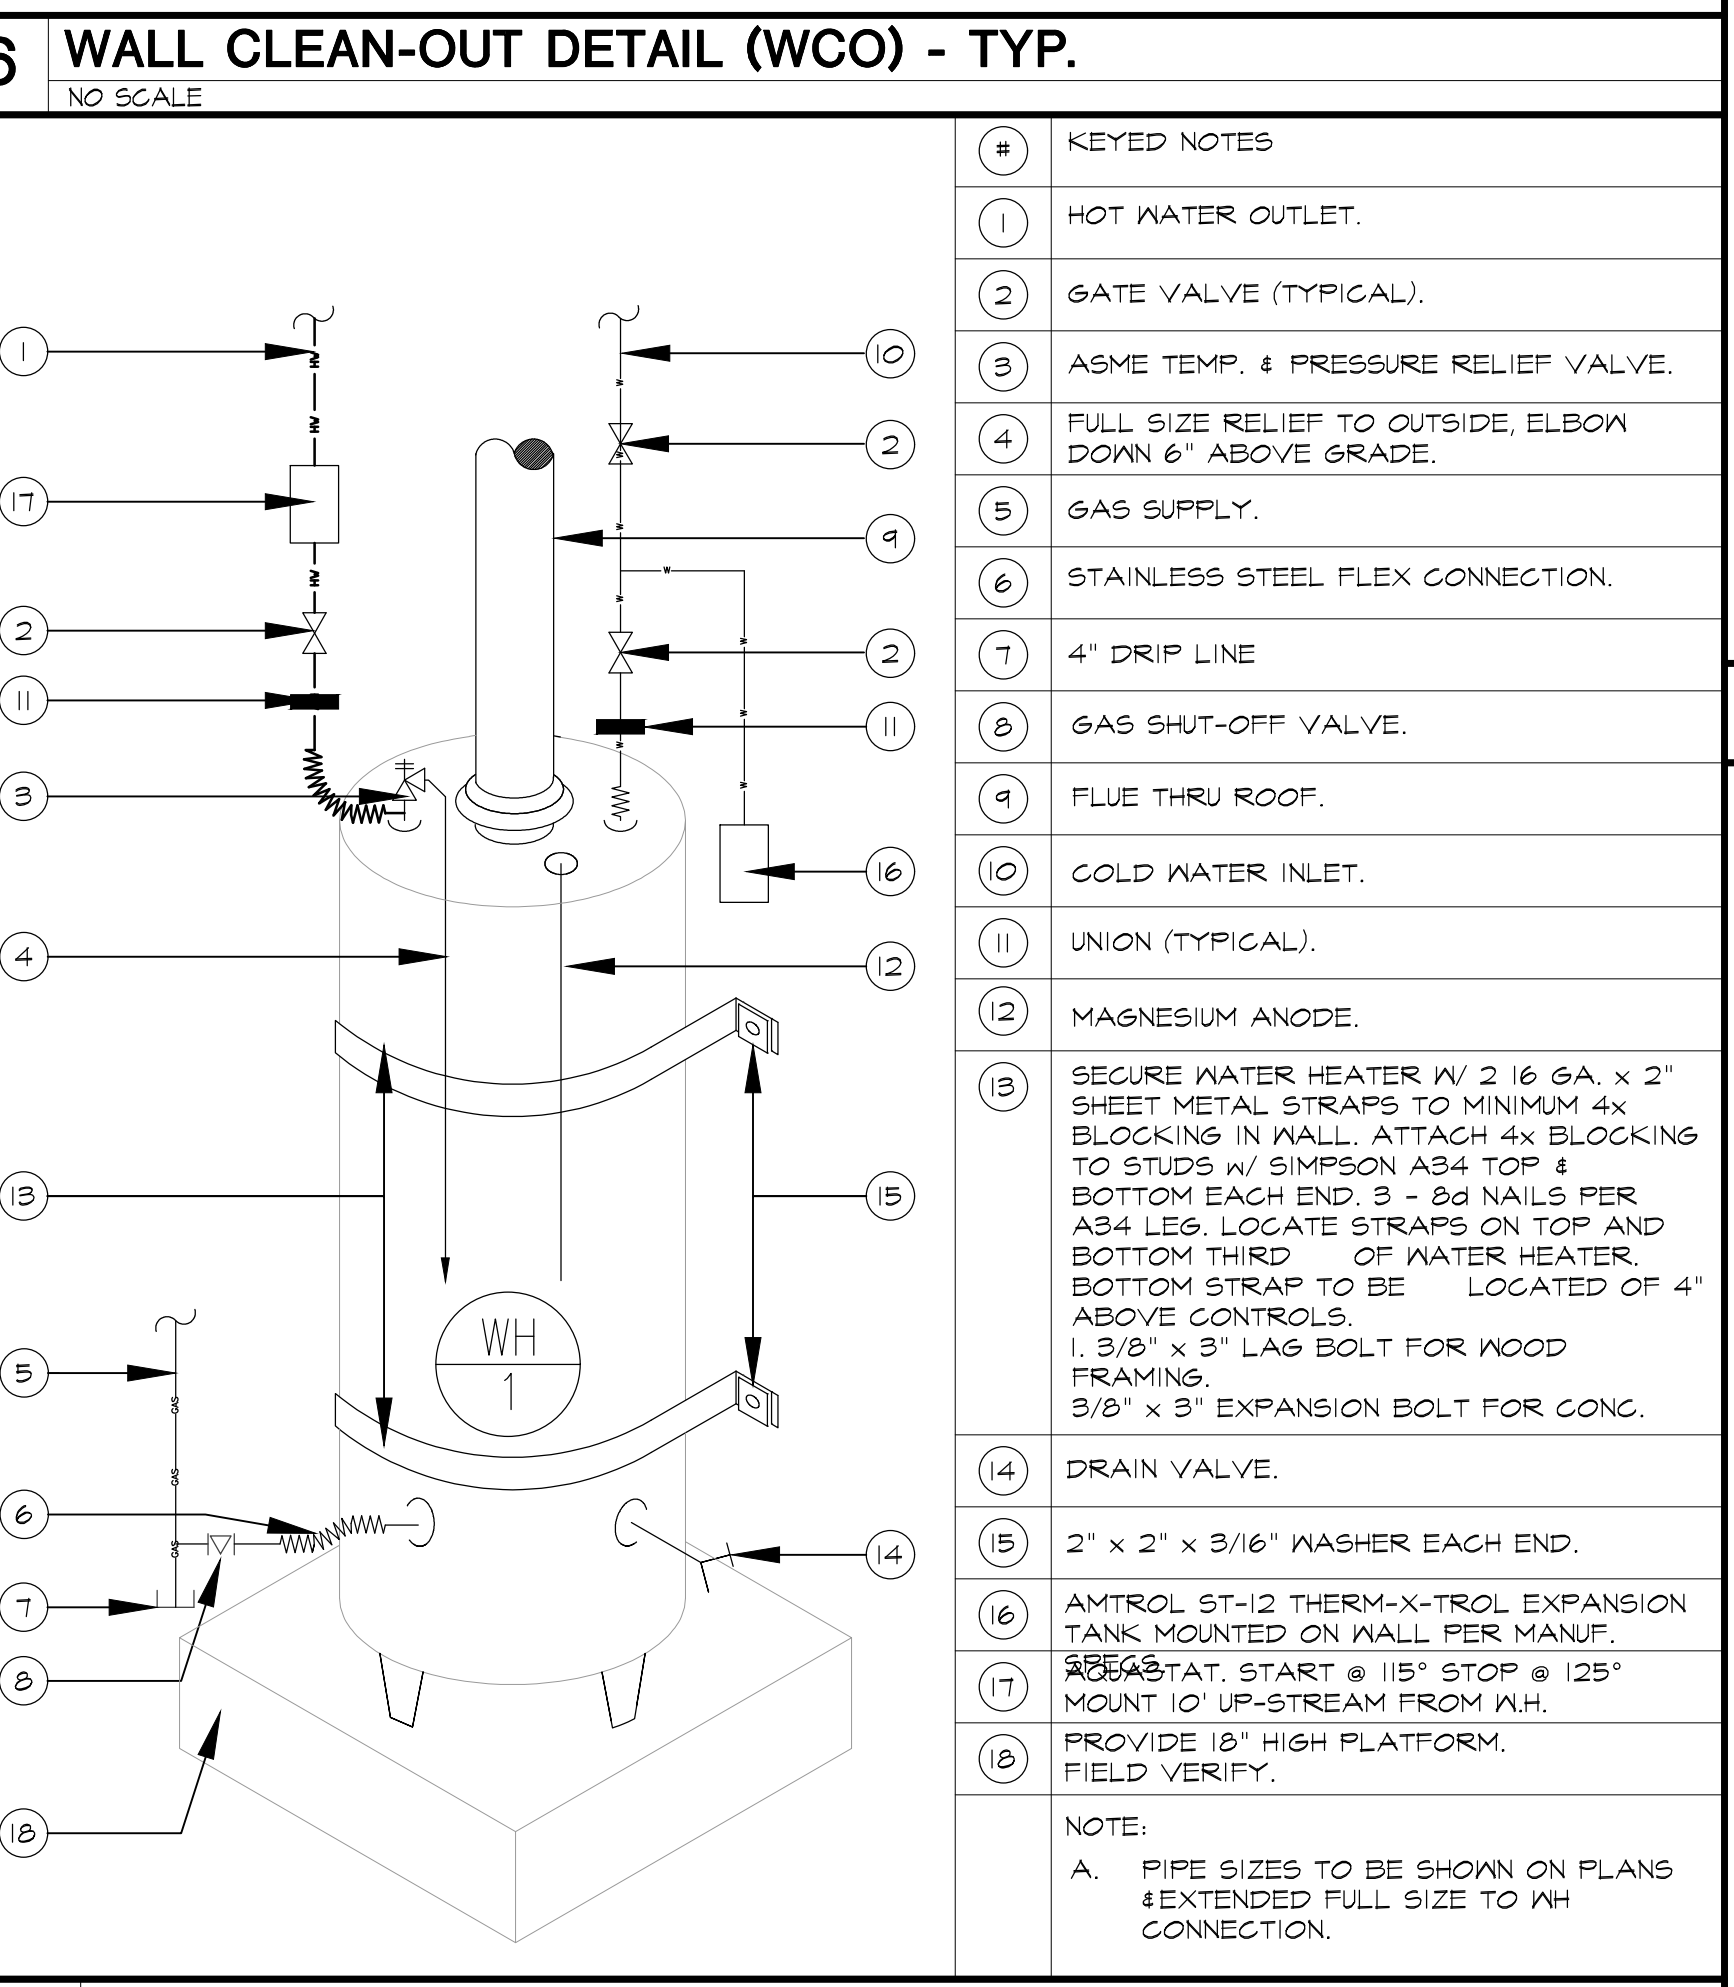 6
WALL CLEAN-OUT DETAIL (WCO) - TYP.
NO SCALE
# KEYED NOTES
1 HOT WATER OUTLET.
2 GATE VALVE (TYPICAL).
3 ASME TEMP. & PRESSURE RELIEF VALVE.
4 FULL SIZE RELIEF TO OUTSIDE, ELBOW
DOWN 6" ABOVE GRADE.
5 GAS SUPPLY.
6 STAINLESS STEEL FLEX CONNECTION.
7 4" DRIP LINE
8 GAS SHUT-OFF VALVE.
9 FLUE THRU ROOF.
10 COLD WATER INLET.
11 UNION (TYPICAL).
12 MAGNESIUM ANODE.
13 SECURE WATER HEATER W/ 2 16 GA. x 2"
SHEET METAL STRAPS TO MINIMUM 4x
BLOCKING IN WALL. ATTACH 4x BLOCKING
TO STUDS w/ SIMPSON A34 TOP &
BOTTOM EACH END. 3 - 8d NAILS PER
A34 LEG. LOCATE STRAPS ON TOP AND
BOTTOM THIRD OF WATER HEATER.
BOTTOM STRAP TO BE LOCATED OF 4"
ABOVE CONTROLS.
1. 3/8" x 3" LAG BOLT FOR WOOD
FRAMING.
3/8" x 3" EXPANSION BOLT FOR CONC.
14 DRAIN VALVE.
15 2" x 2" x 3/16" WASHER EACH END.
16 AMTROL ST-12 THERM-X-TROL EXPANSION
TANK MOUNTED ON WALL PER MANUF.
SPECS.
17 AQUASTAT. START @ 115° STOP @ 125°
MOUNT 10' UP-STREAM FROM W.H.
18 PROVIDE 18" HIGH PLATFORM.
FIELD VERIFY.
NOTE:
A. PIPE SIZES TO BE SHOWN ON PLANS
&EXTENDED FULL SIZE TO WH
CONNECTION.
1
17
2
11
3
4
13
5
6
7
8
18
10
2
9
2
11
16
12
15
14
HW
HW
HW
W
W
W
W
W
W
W
W
W
GAS
GAS
GAS
WH
1